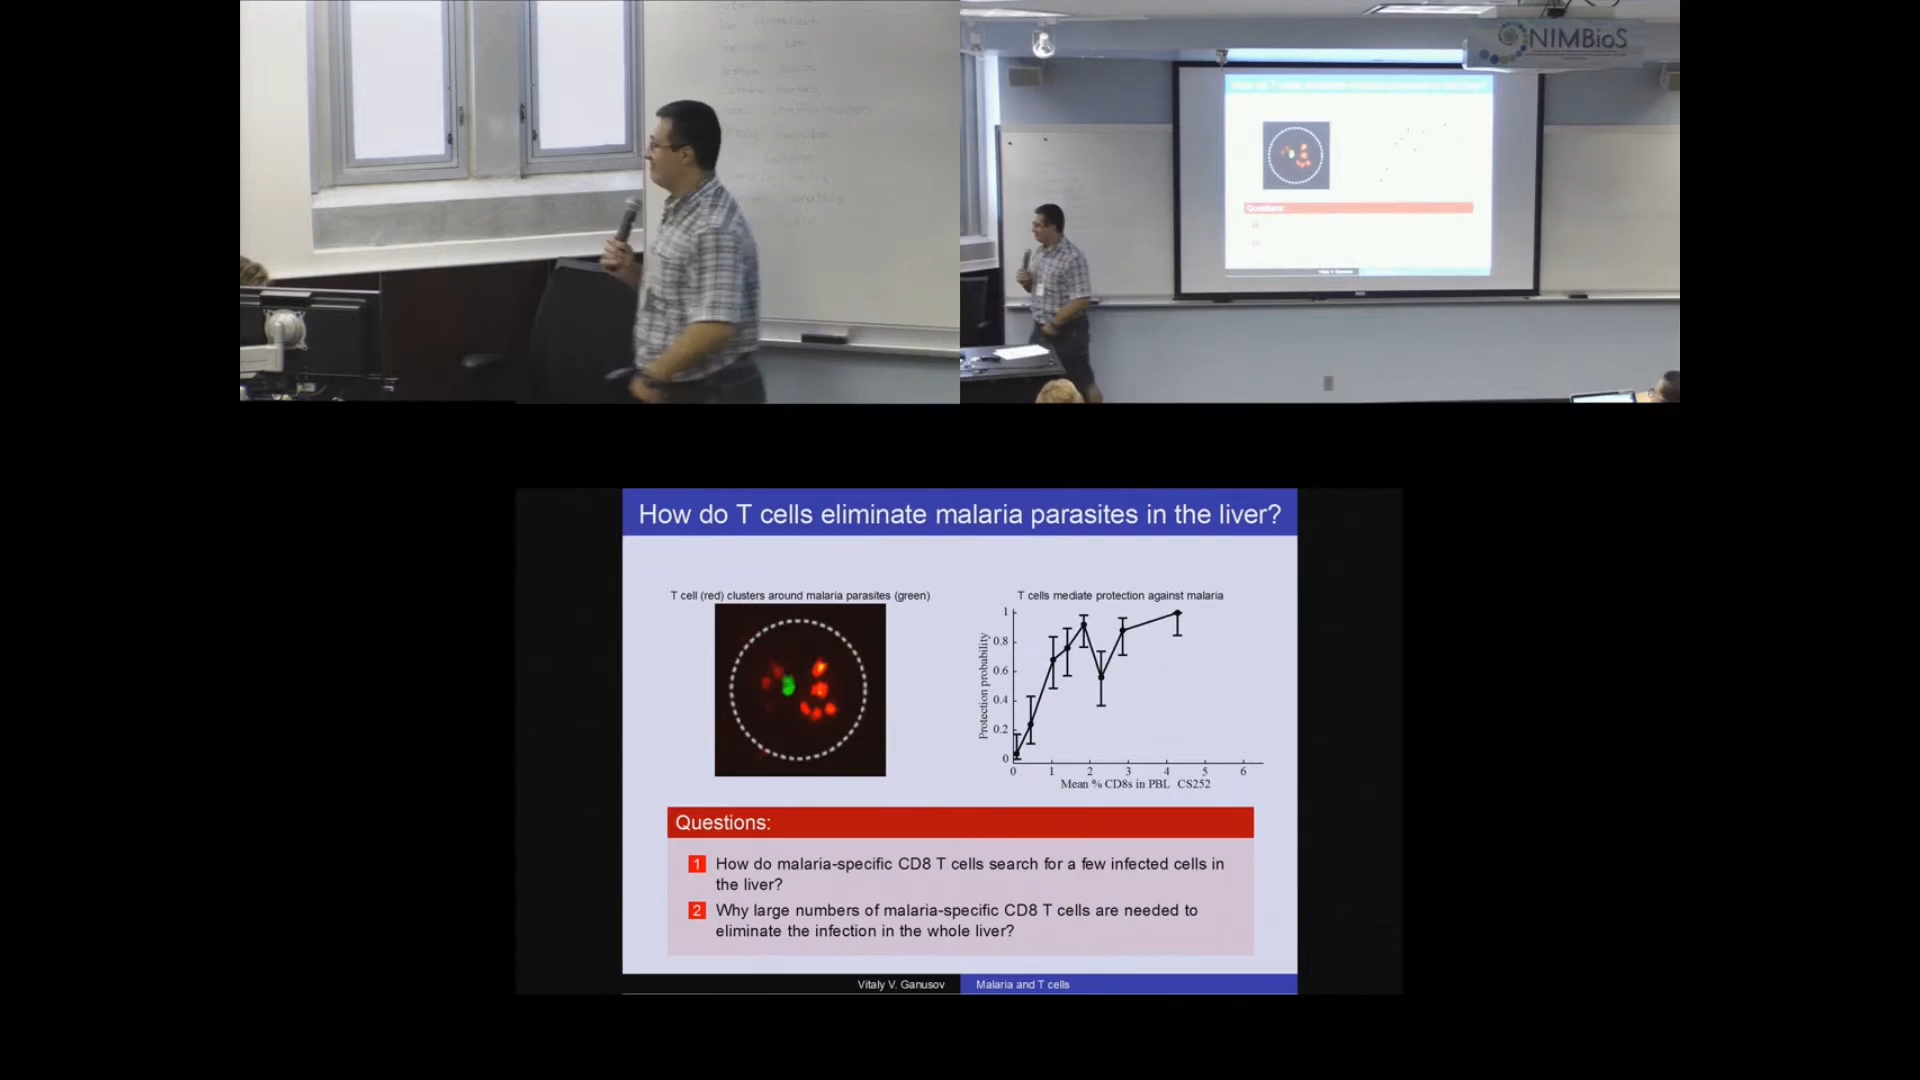 NIMBioS
Questions:
How do T cells eliminate malaria parasites in the liver?
T cell (red) clusters around malaria parasites (green)
T cells mediate protection against malaria
Protection probability
1
0.8
0.6
0.4
0.2
0
0 1 2 3 4 5 6
Mean % CD8s in PBL CS252
Questions:
1 How do malaria-specific CD8 T cells search for a few infected cells in
the liver?
2 Why large numbers of malaria-specific CD8 T cells are needed to
eliminate the infection in the whole liver?
Vitaly V. Ganusov Malaria and T cells